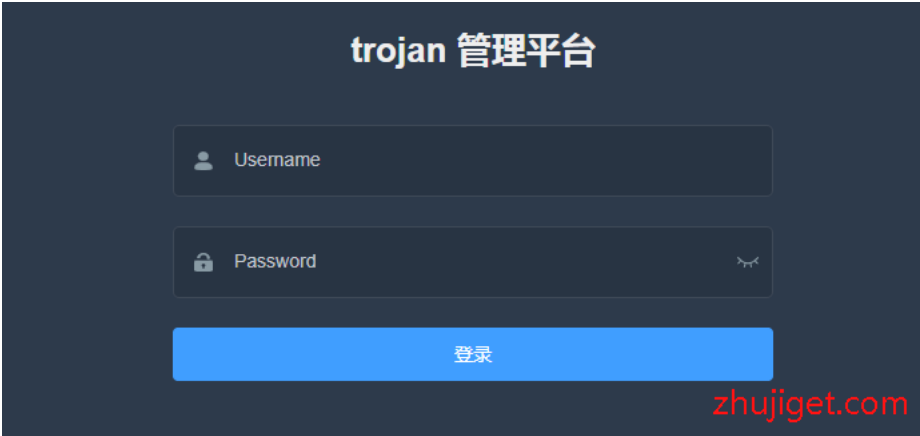 trojan 管理平台
Username
Password
登录
zhujiget.com